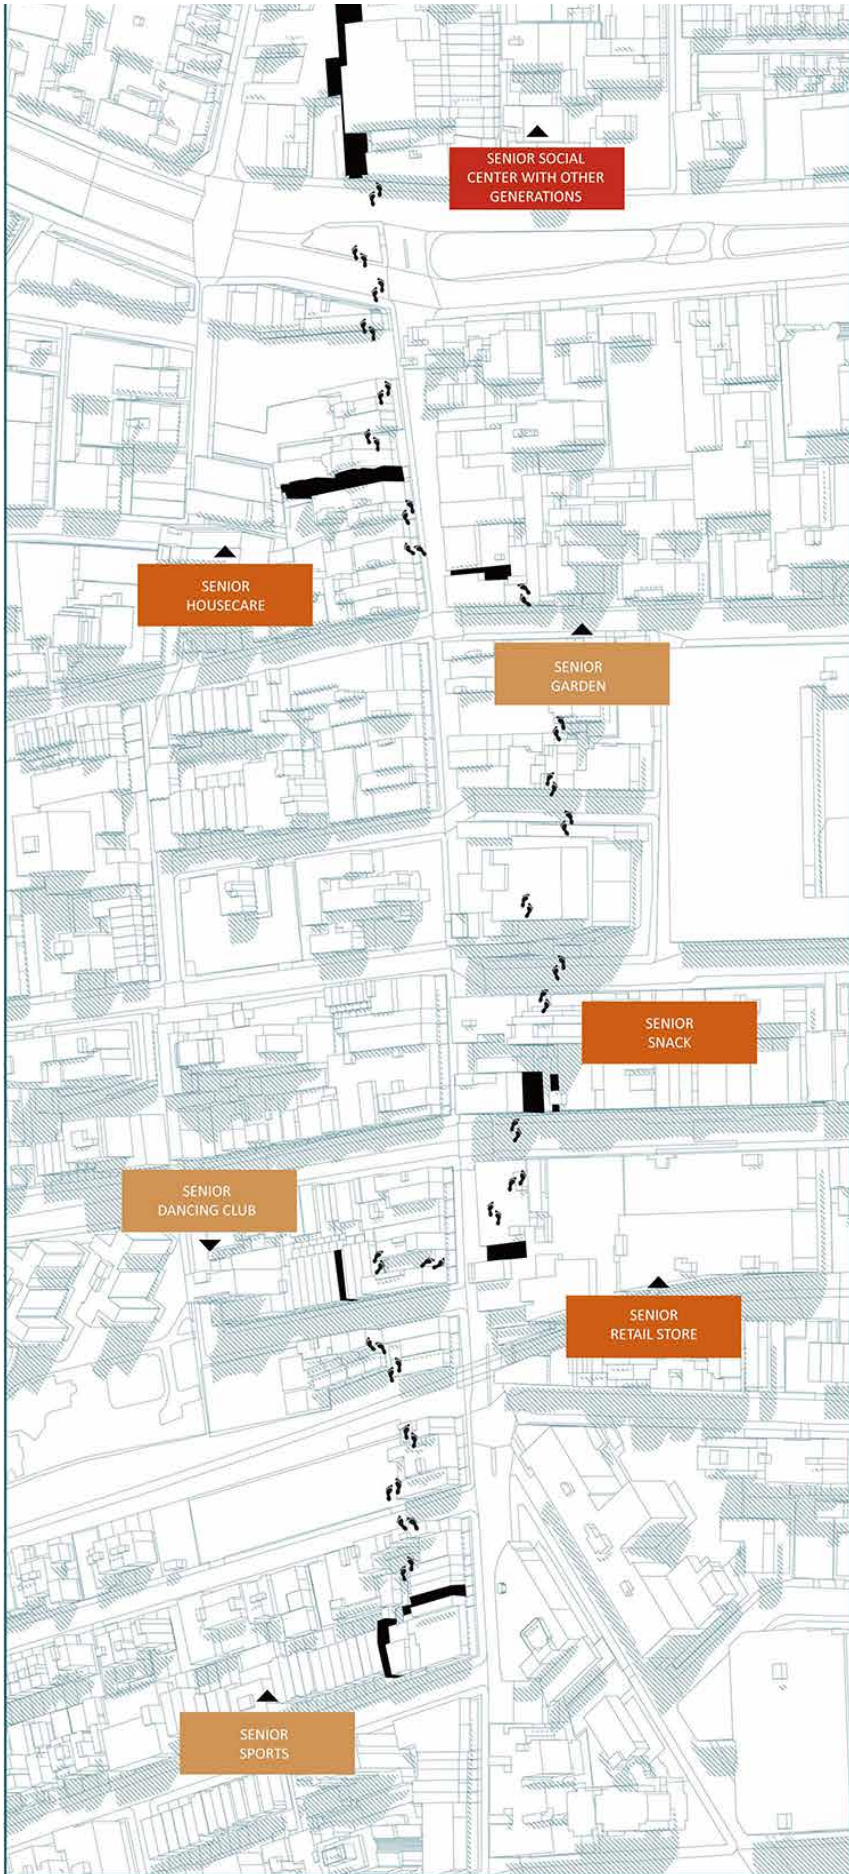 SENIOR SOCIAL
CENTER WITH OTHER
GENERATIONS
SENIOR
HOUSECARE
SENIOR
GARDEN
SENIOR
SNACK
SENIOR
DANCING CLUB
SENIOR
RETAIL STORE
SENIOR
SPORTS